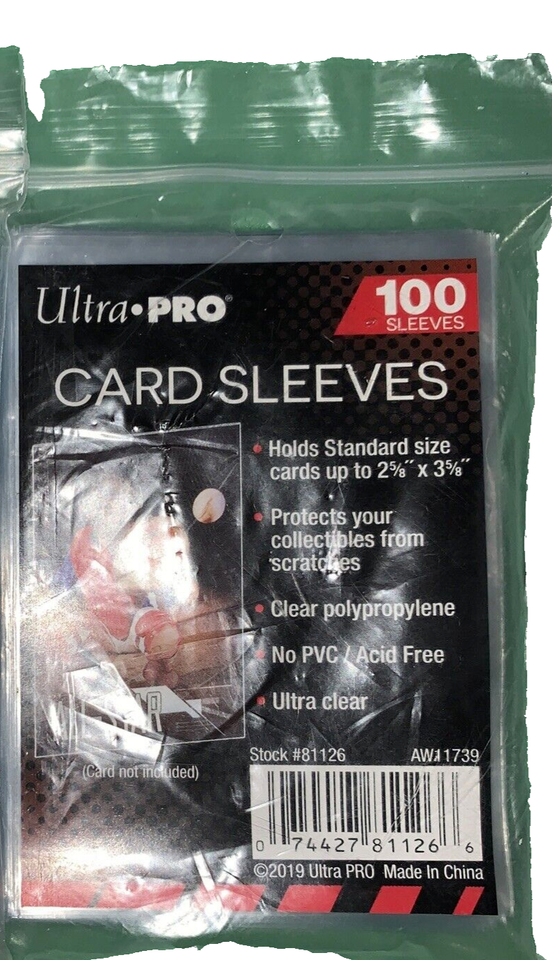 Ultra•PRO®
100
SLEEVES
CARD SLEEVES
• Holds Standard size
cards up to 2⅝˝ x 3⅝˝
• Protects your
collectibles from
scratches
• Clear polypropylene
• No PVC / Acid Free
• Ultra clear
(Card not included)
Stock #81126 AW11739
0 74427 81126 6
©2019 Ultra PRO Made In China